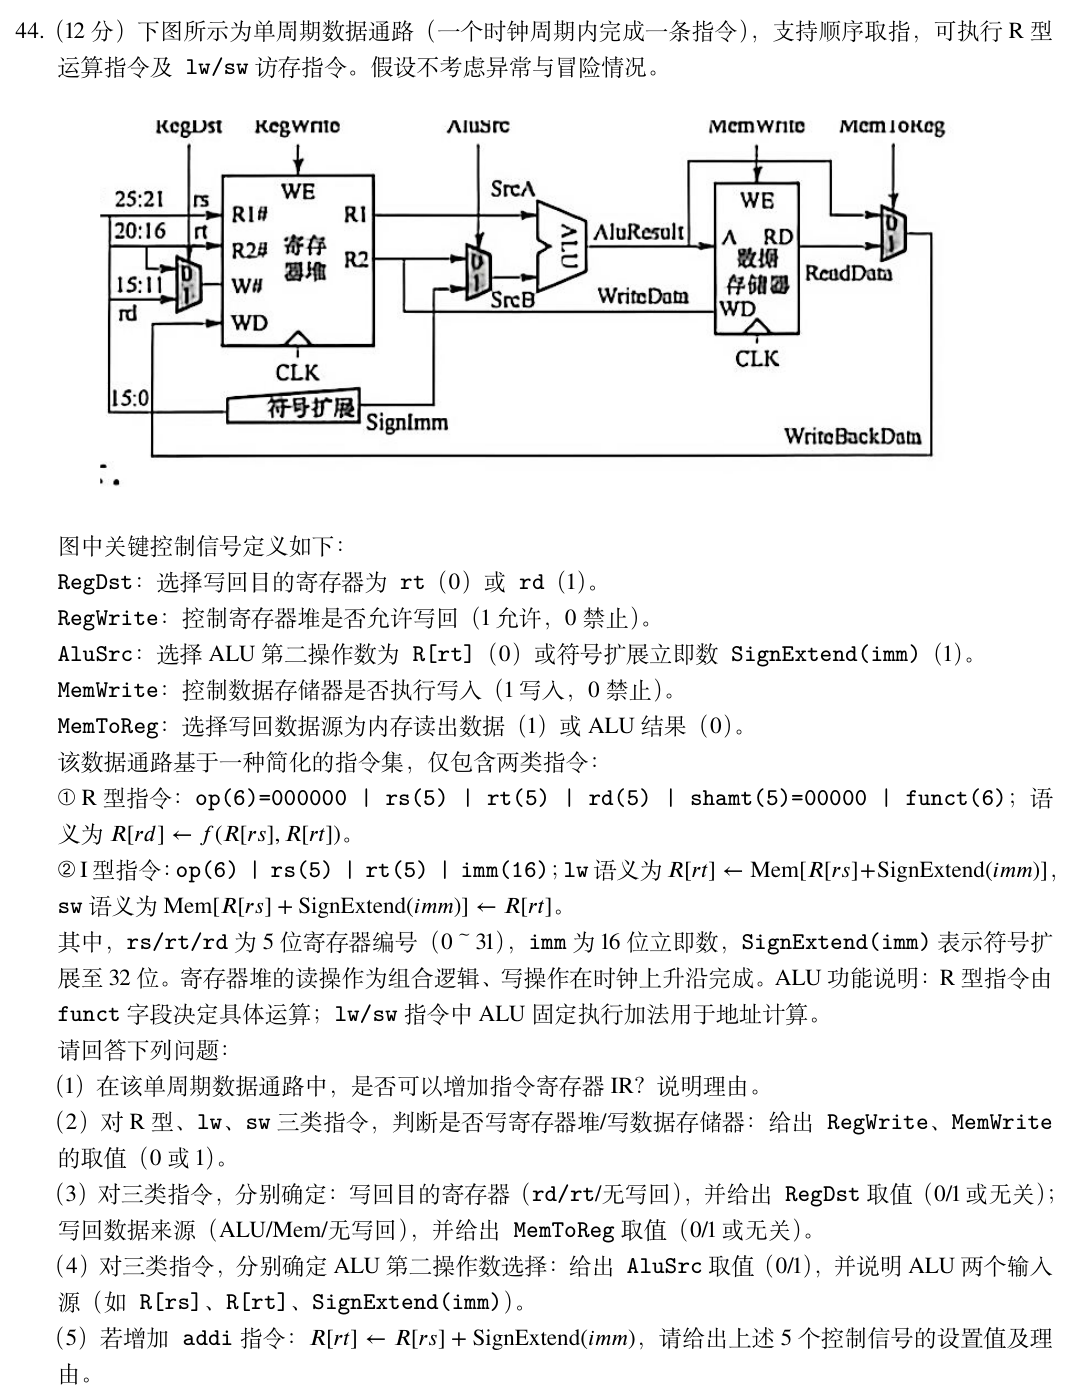 44.（12 分）下图所示为单周期数据通路（一个时钟周期内完成一条指令），支持顺序取指，可执行 R 型
运算指令及 lw/sw 访存指令。假设不考虑异常与冒险情况。
RegDst RegWrite AluSrc MemWrite MemToReg
25:21 rs R1# WE R1 SrcA WE
20:16 rt R2# 寄存器堆 R2 0 1 ALU AluResult A RD 0 1
15:11 0 1 W# SrcB WriteData 数据存储器 ReadData
rd WD WD
CLK CLK
15:0 符号扩展 SignImm
WriteBackData
图中关键控制信号定义如下：
RegDst：选择写回目的寄存器为 rt（0）或 rd（1）。
RegWrite：控制寄存器堆是否允许写回（1 允许，0 禁止）。
AluSrc：选择 ALU 第二操作数为 R[rt]（0）或符号扩展立即数 SignExtend(imm)（1）。
MemWrite：控制数据存储器是否执行写入（1 写入，0 禁止）。
MemToReg：选择写回数据源为内存读出数据（1）或 ALU 结果（0）。
该数据通路基于一种简化的指令集，仅包含两类指令：
① R 型指令：op(6)=000000 | rs(5) | rt(5) | rd(5) | shamt(5)=00000 | funct(6)；语
义为 R[rd] ← f(R[rs], R[rt])。
② I 型指令：op(6) | rs(5) | rt(5) | imm(16)；lw 语义为 R[rt] ← Mem[R[rs]+SignExtend(imm)]，
sw 语义为 Mem[R[rs] + SignExtend(imm)] ← R[rt]。
其中，rs/rt/rd 为 5 位寄存器编号（0 ~ 31），imm 为 16 位立即数，SignExtend(imm) 表示符号扩
展至 32 位。寄存器堆的读操作为组合逻辑、写操作在时钟上升沿完成。ALU 功能说明：R 型指令由
funct 字段决定具体运算；lw/sw 指令中 ALU 固定执行加法用于地址计算。
请回答下列问题：
（1）在该单周期数据通路中，是否可以增加指令寄存器 IR？说明理由。
（2）对 R 型、lw、sw 三类指令，判断是否写寄存器堆/写数据存储器：给出 RegWrite、MemWrite
的取值（0 或 1）。
（3）对三类指令，分别确定：写回目的寄存器（rd/rt/无写回），并给出 RegDst 取值（0/1 或无关）；
写回数据来源（ALU/Mem/无写回），并给出 MemToReg 取值（0/1 或无关）。
（4）对三类指令，分别确定 ALU 第二操作数选择：给出 AluSrc 取值（0/1），并说明 ALU 两个输入
源（如 R[rs]、R[rt]、SignExtend(imm)）。
（5）若增加 addi 指令：R[rt] ← R[rs] + SignExtend(imm)，请给出上述 5 个控制信号的设置值及理
由。